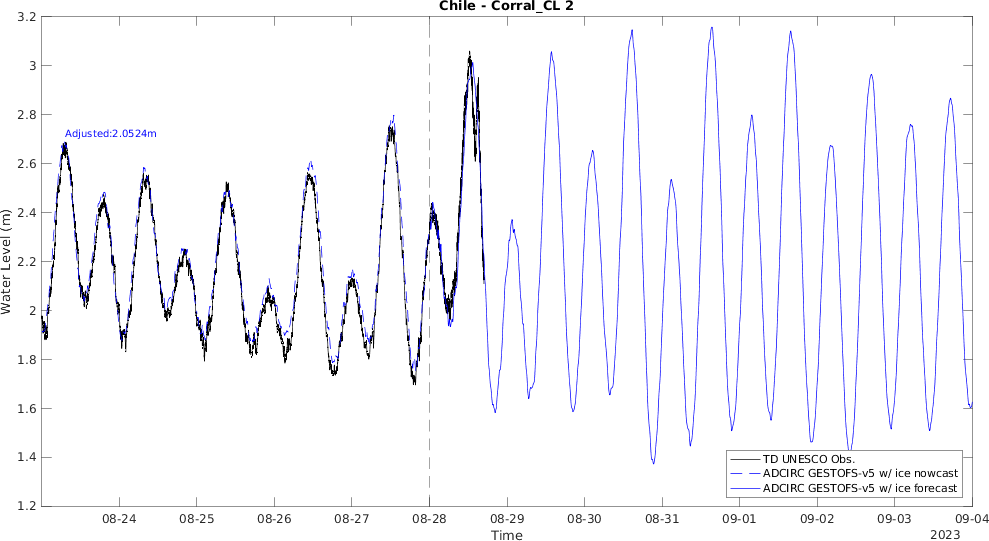 Chile - Corral_CL 2
3.2
3
2.8
2.6
2.4
2.2
2
1.8
1.6
1.4
1.2
Water Level (m)
Adjusted:2.0524m
TD UNESCO Obs.
ADCIRC GESTOFS-v5 w/ ice nowcast
ADCIRC GESTOFS-v5 w/ ice forecast
08-24 08-25 08-26 08-27 08-28 08-29 08-30 08-31 09-01 09-02 09-03 09-04
Time
2023